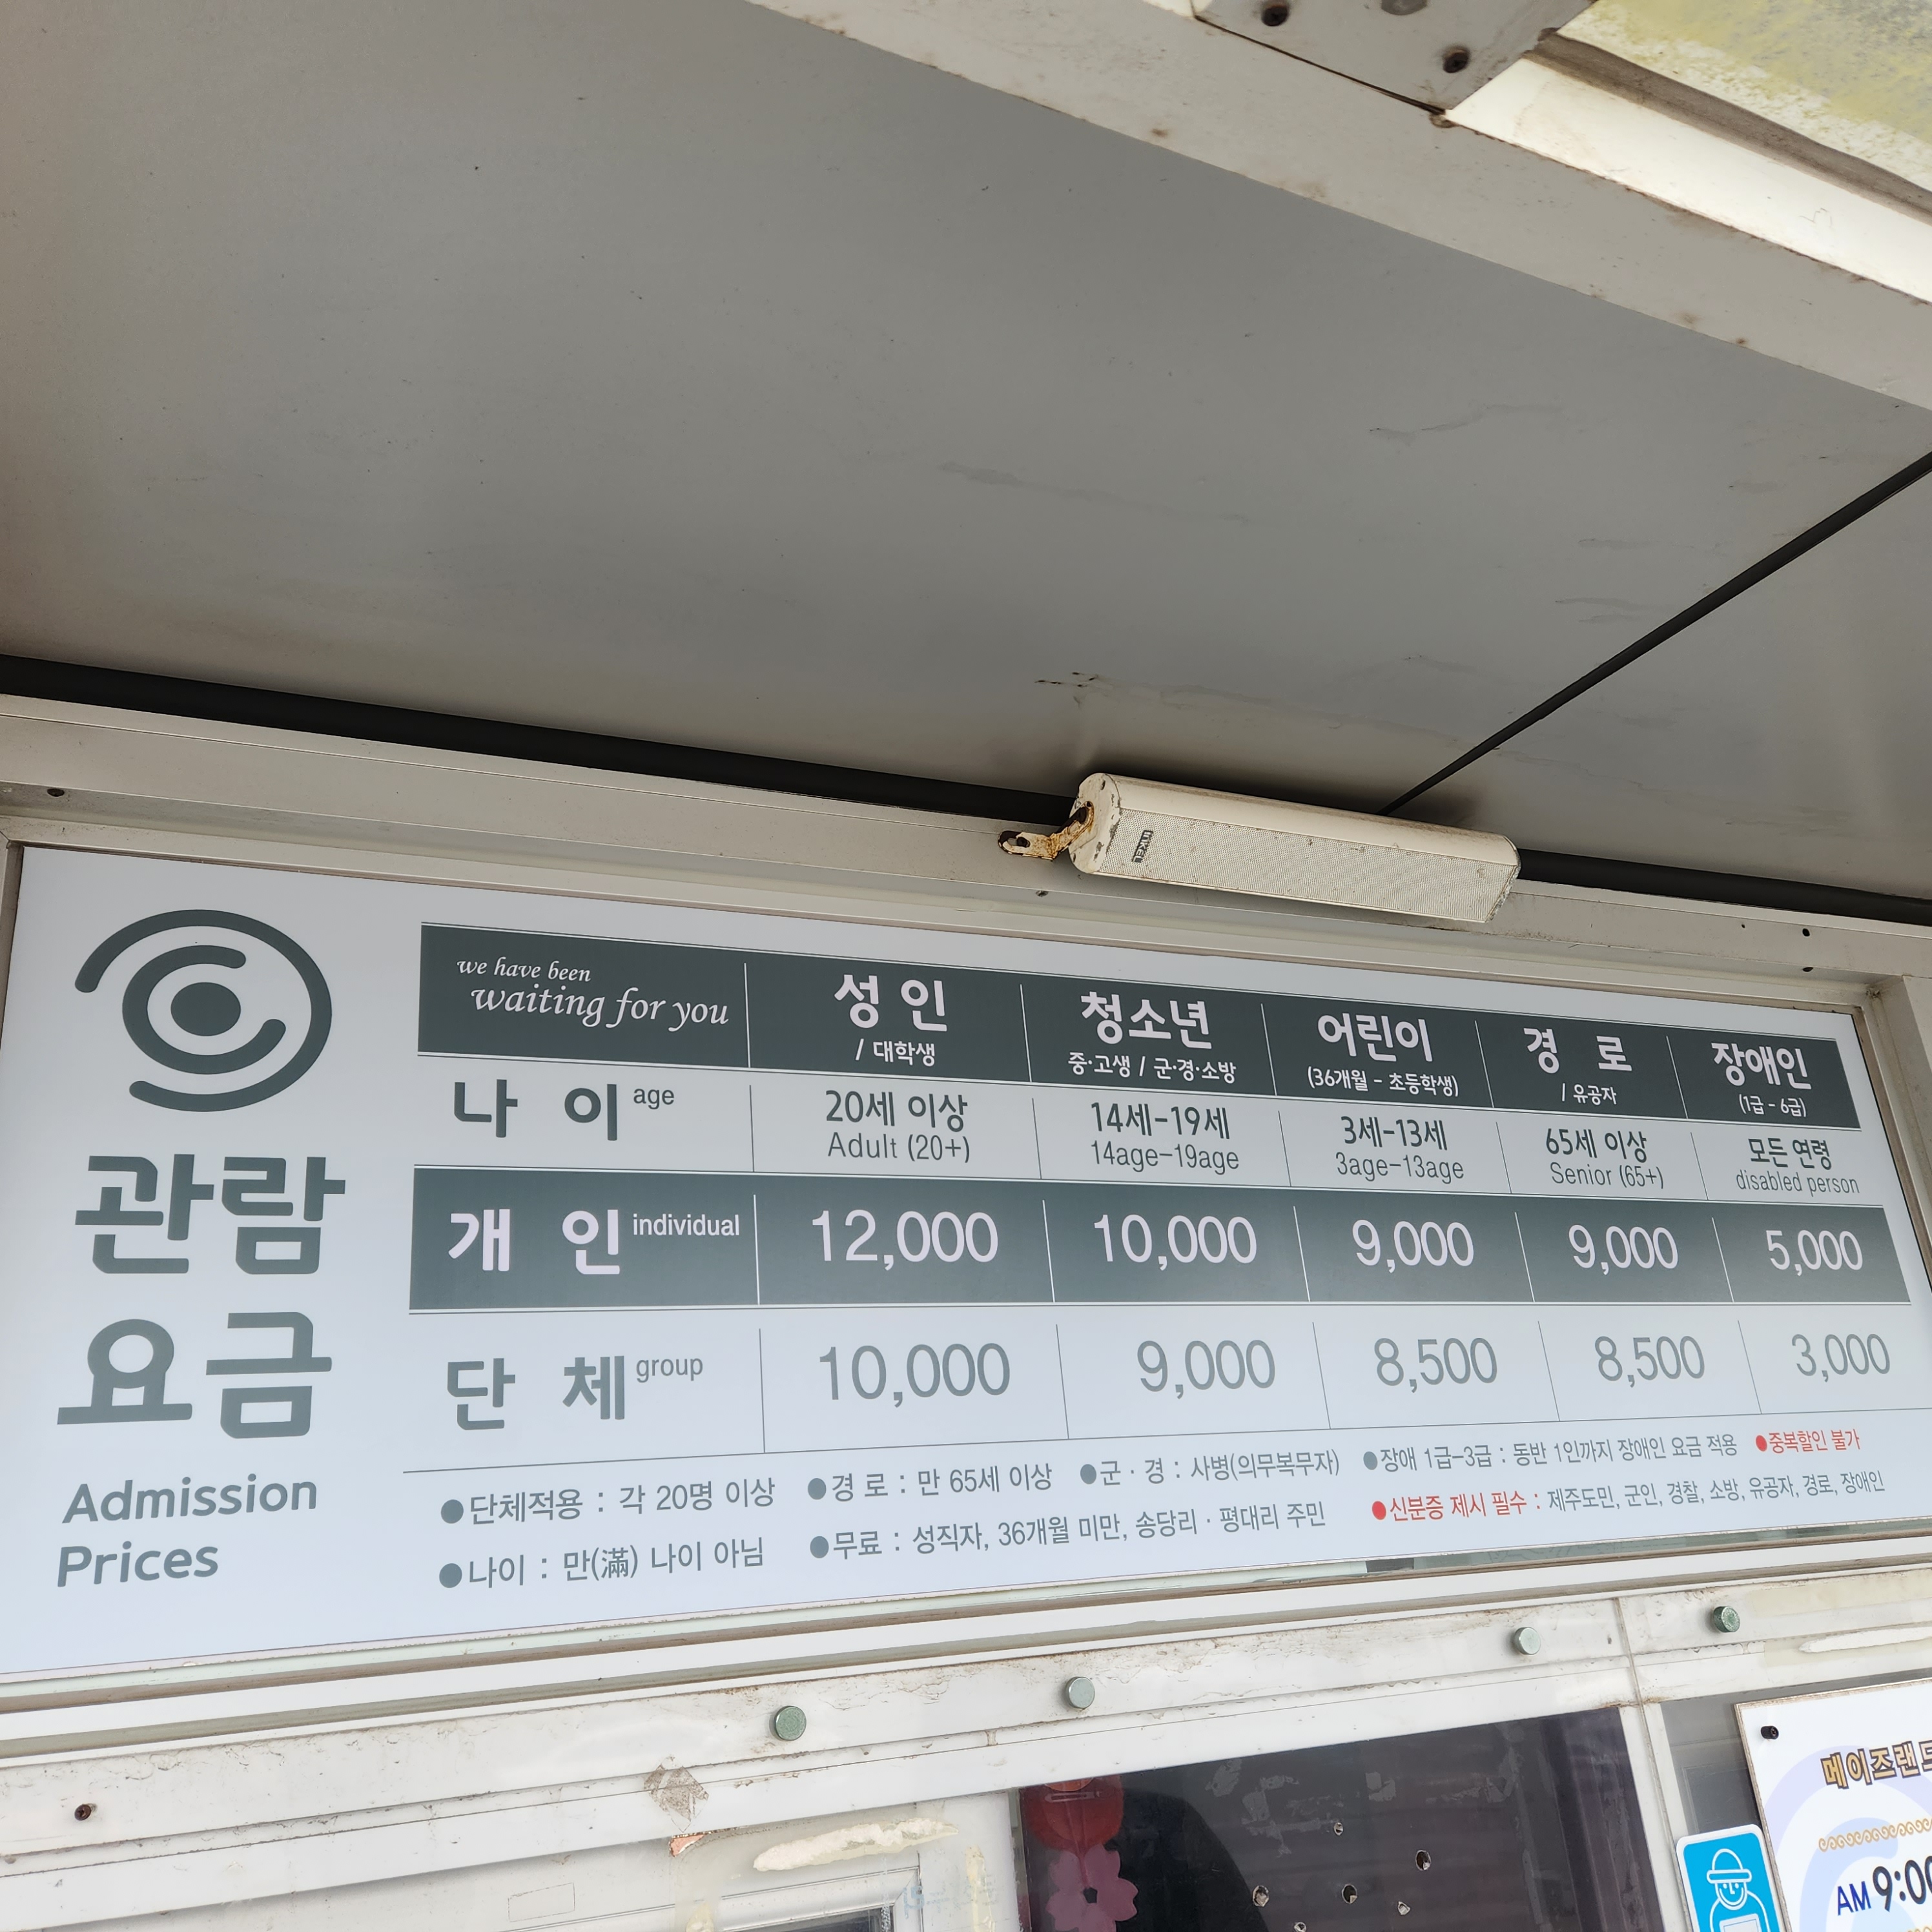 INKEL
we have been
waiting for you
성 인
/ 대학생
청소년
중·고생 / 군·경·소방
어린이
(36개월 - 초등학생)
경 로
/ 유공자
장애인
(1급 - 6급)
나 이 age
20세 이상
Adult (20+)
14세-19세
14age-19age
3세-13세
3age-13age
65세 이상
Senior (65+)
모든 연령
disabled person
개 인 individual
12,000
10,000
9,000
9,000
5,000
단 체 group
10,000
9,000
8,500
8,500
3,000
관람
요금
Admission
Prices
●단체적용 : 각 20명 이상 ●경 로 : 만 65세 이상 ●군 · 경 : 사병(의무복무자) ●장애 1급-3급 : 동반 1인까지 장애인 요금 적용 ●중복할인 불가
●나이 : 만(滿) 나이 아님 ●무료 : 성직자, 36개월 미만, 송당리 · 평대리 주민 ●신분증 제시 필수 : 제주도민, 군인, 경찰, 소방, 유공자, 경로, 장애인
메이즈랜드
AM 9:00